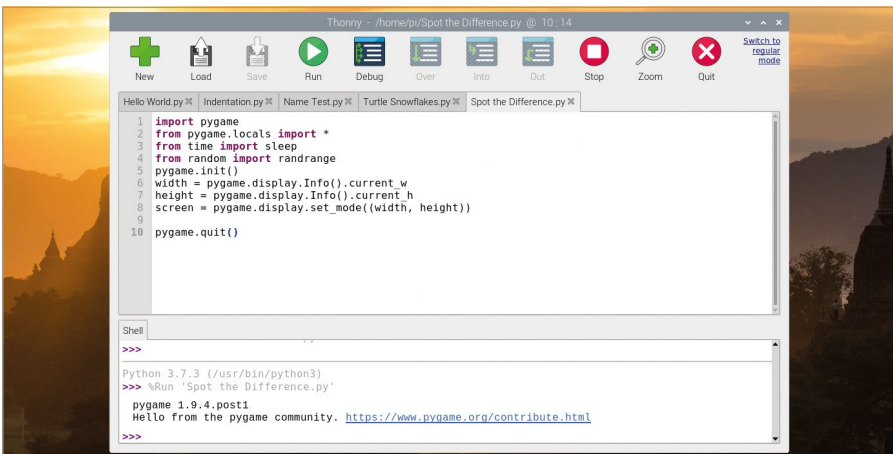 Thonny - /home/pi/Spot the Difference.py @ 10:14
New Load Save Run Debug Over Into Out Stop Zoom Quit
Switch to
regular
mode
Hello World.py Indentation.py Name Test.py Turtle Snowflakes.py Spot the Difference.py
1 import pygame
2 from pygame.locals import *
3 from time import sleep
4 from random import randrange
5 pygame.init()
6 width = pygame.display.Info().current_w
7 height = pygame.display.Info().current_h
8 screen = pygame.display.set_mode((width, height))
9
10 pygame.quit()
Shell
>>>
Python 3.7.3 (/usr/bin/python3)
>>> %Run 'Spot the Difference.py'
pygame 1.9.4.post1
Hello from the pygame community. https://www.pygame.org/contribute.html
>>>